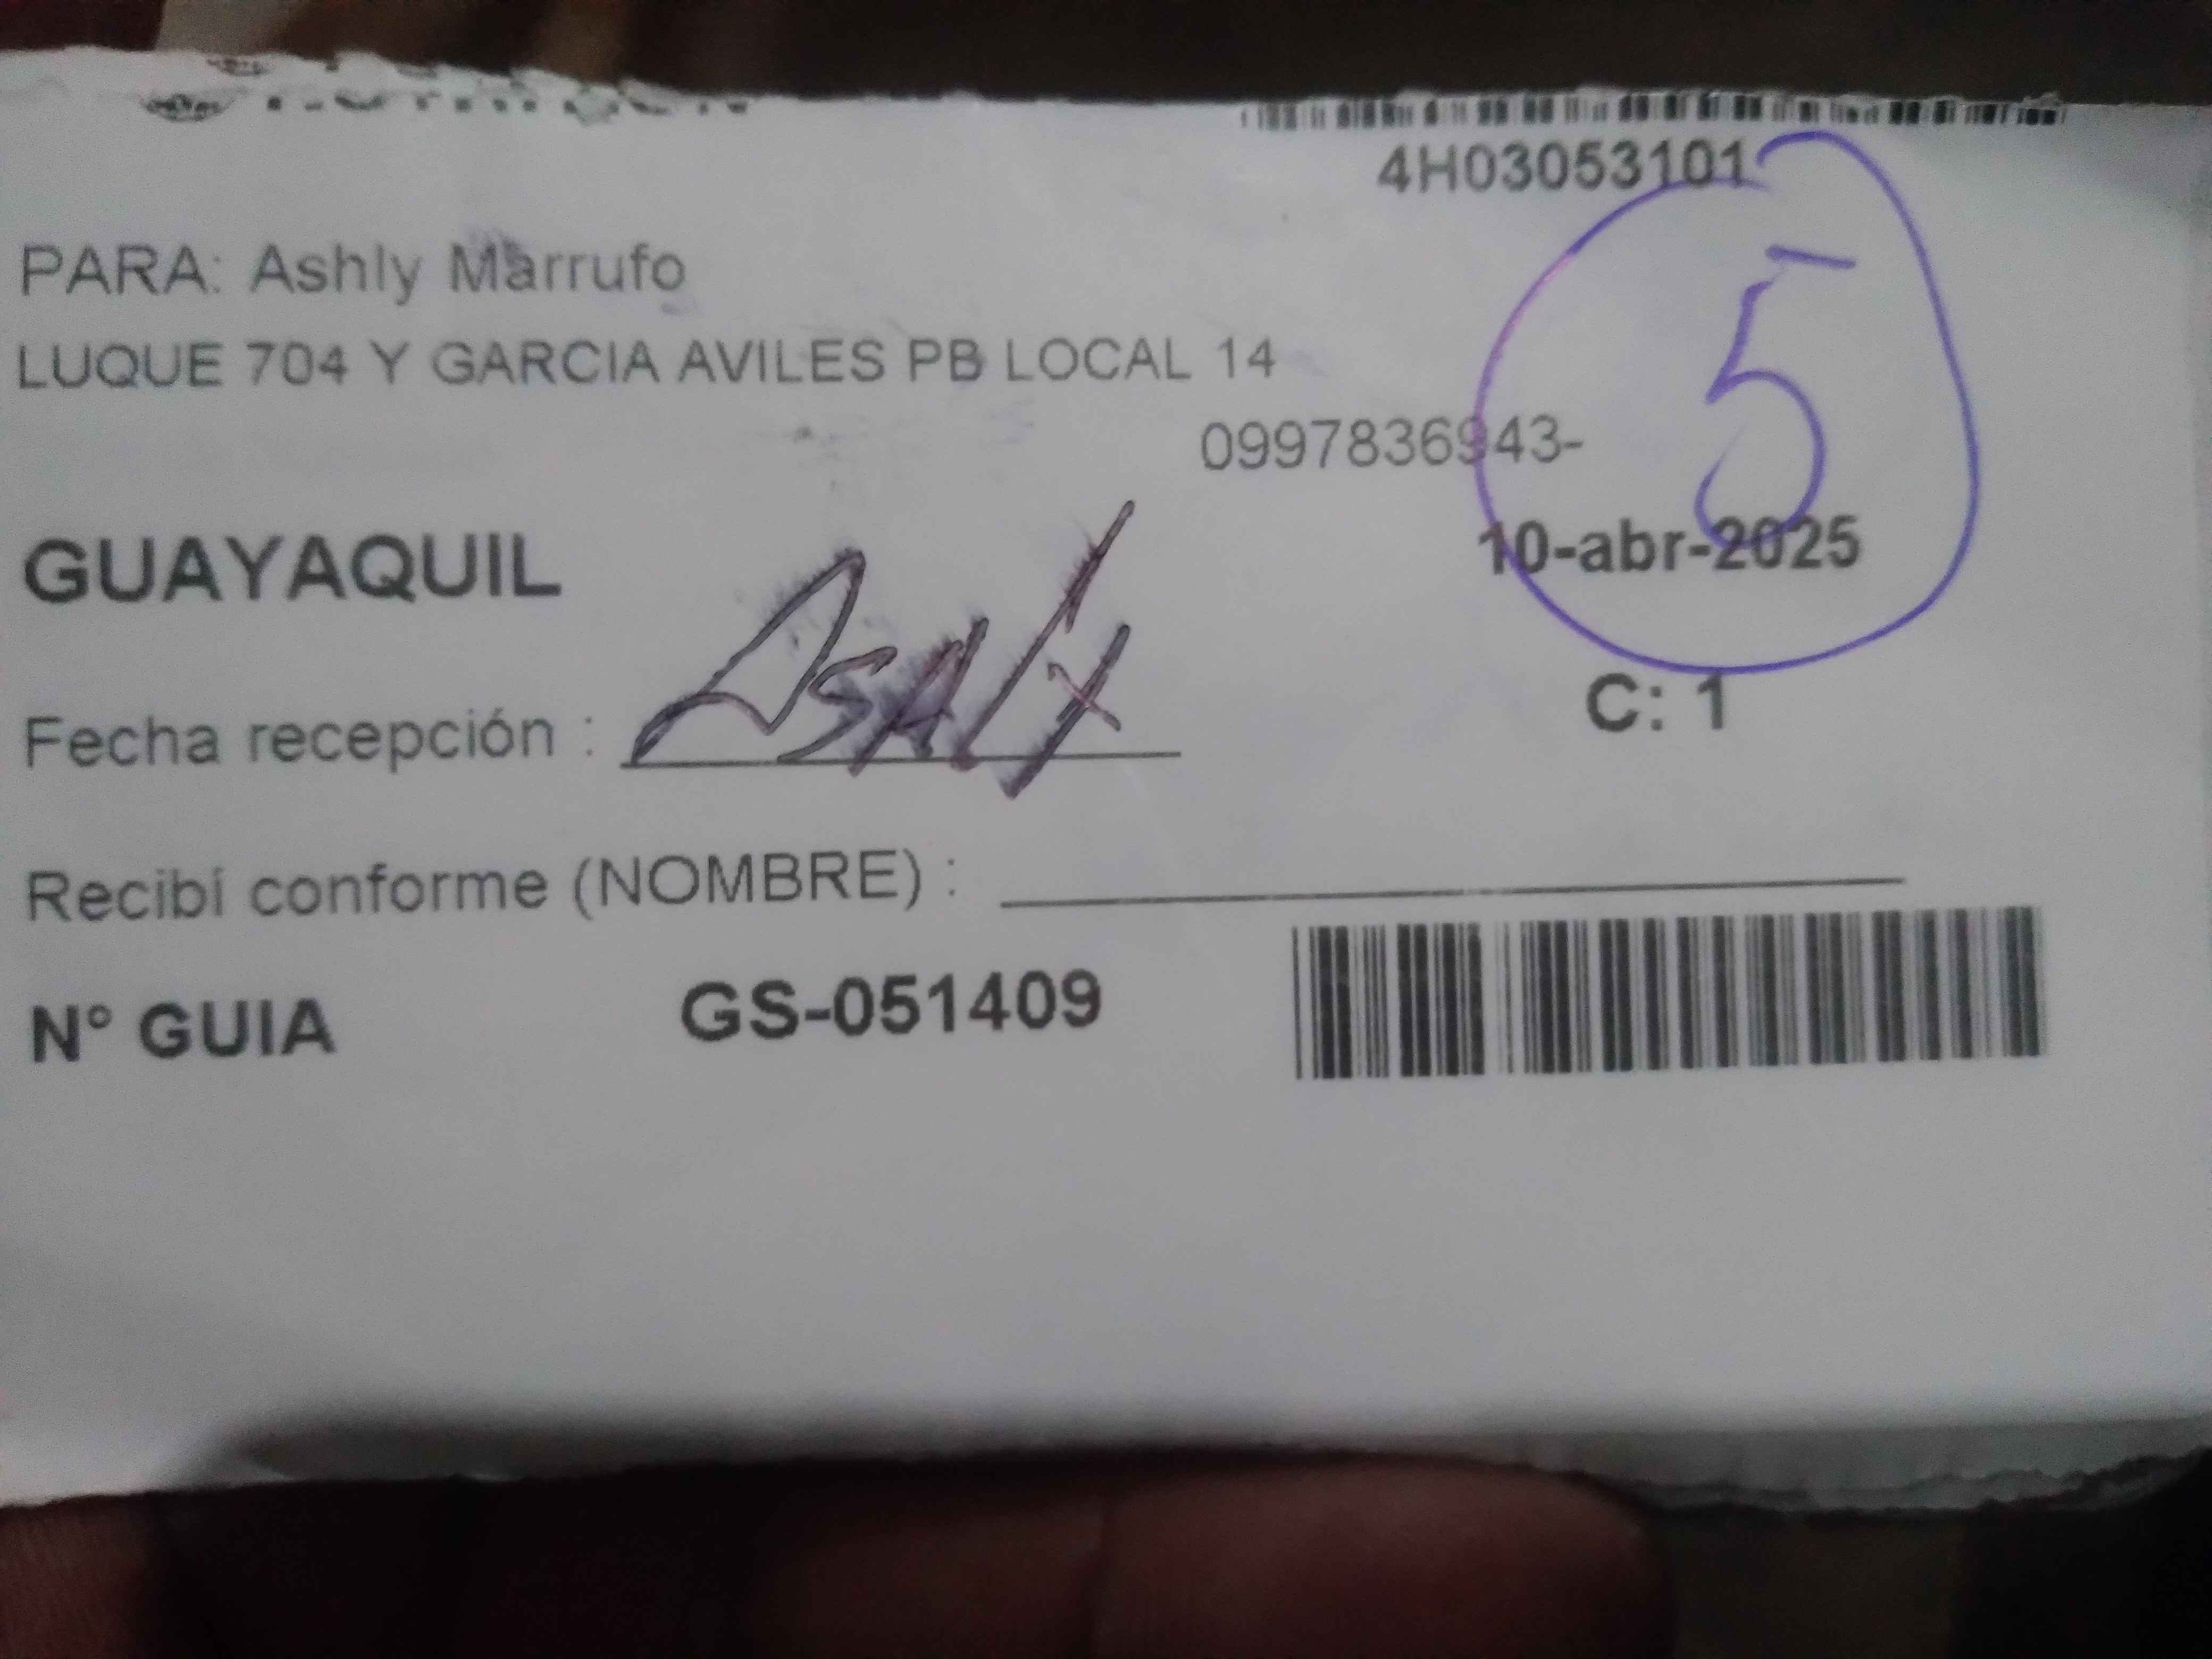 4H03053101
5
PARA: Ashly Marrufo
LUQUE 704 Y GARCIA AVILES PB LOCAL 14
0997836943-
GUAYAQUIL
10-abr-2025
Fecha recepción :
C: 1
Recibí conforme (NOMBRE) :
N° GUIA GS-051409